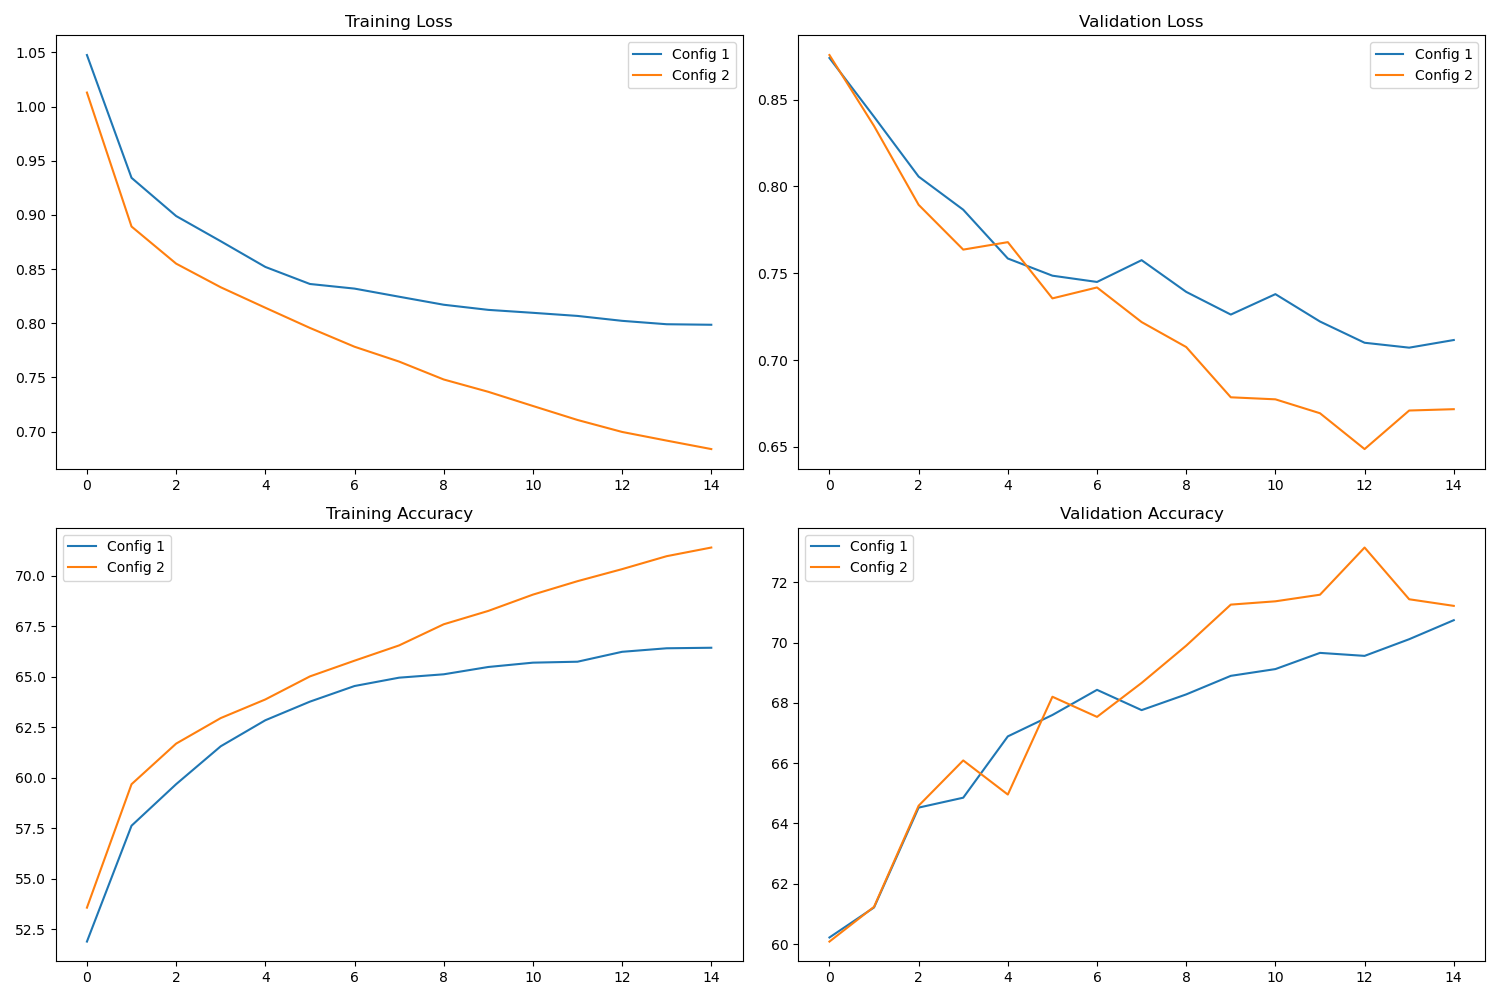 Training Loss
1.05
1.00
0.95
0.90
0.85
0.80
0.75
0.70
Config 1
Config 2
0 2 4 6 8 10 12 14
Validation Loss
0.85
0.80
0.75
0.70
0.65
Config 1
Config 2
0 2 4 6 8 10 12 14
Training Accuracy
Config 1
Config 2
70.0
67.5
65.0
62.5
60.0
57.5
55.0
52.5
0 2 4 6 8 10 12 14
Validation Accuracy
Config 1
Config 2
72
70
68
66
64
62
60
0 2 4 6 8 10 12 14